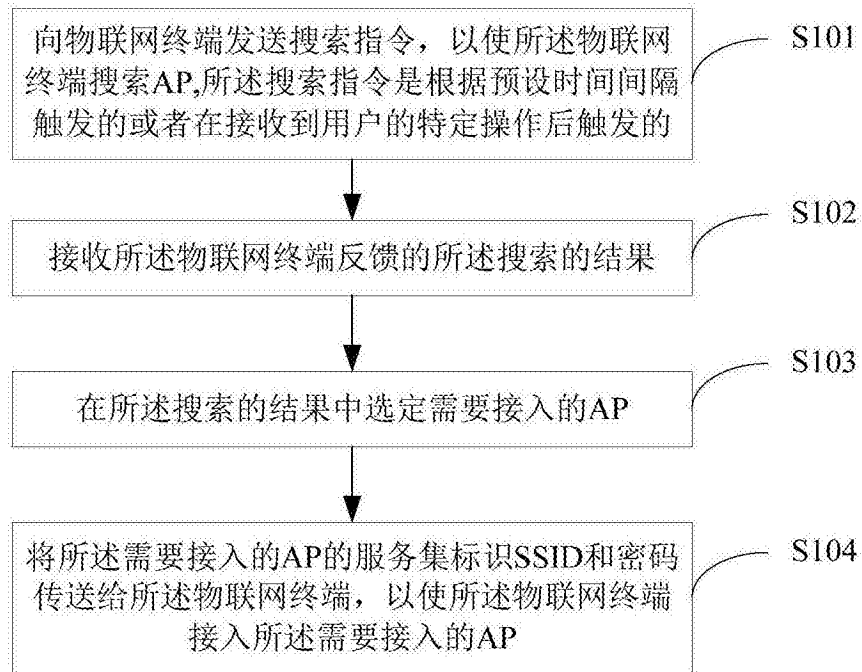 向物联网终端发送搜索指令，以使所述物联网
终端搜索AP,所述搜索指令是根据预设时间间隔
触发的或者在接收到用户的特定操作后触发的
S101
接收所述物联网终端反馈的所述搜索的结果
S102
在所述搜索的结果中选定需要接入的AP
S103
将所述需要接入的AP的服务集标识SSID和密码
传送给所述物联网终端，以使所述物联网终端
接入所述需要接入的AP
S104